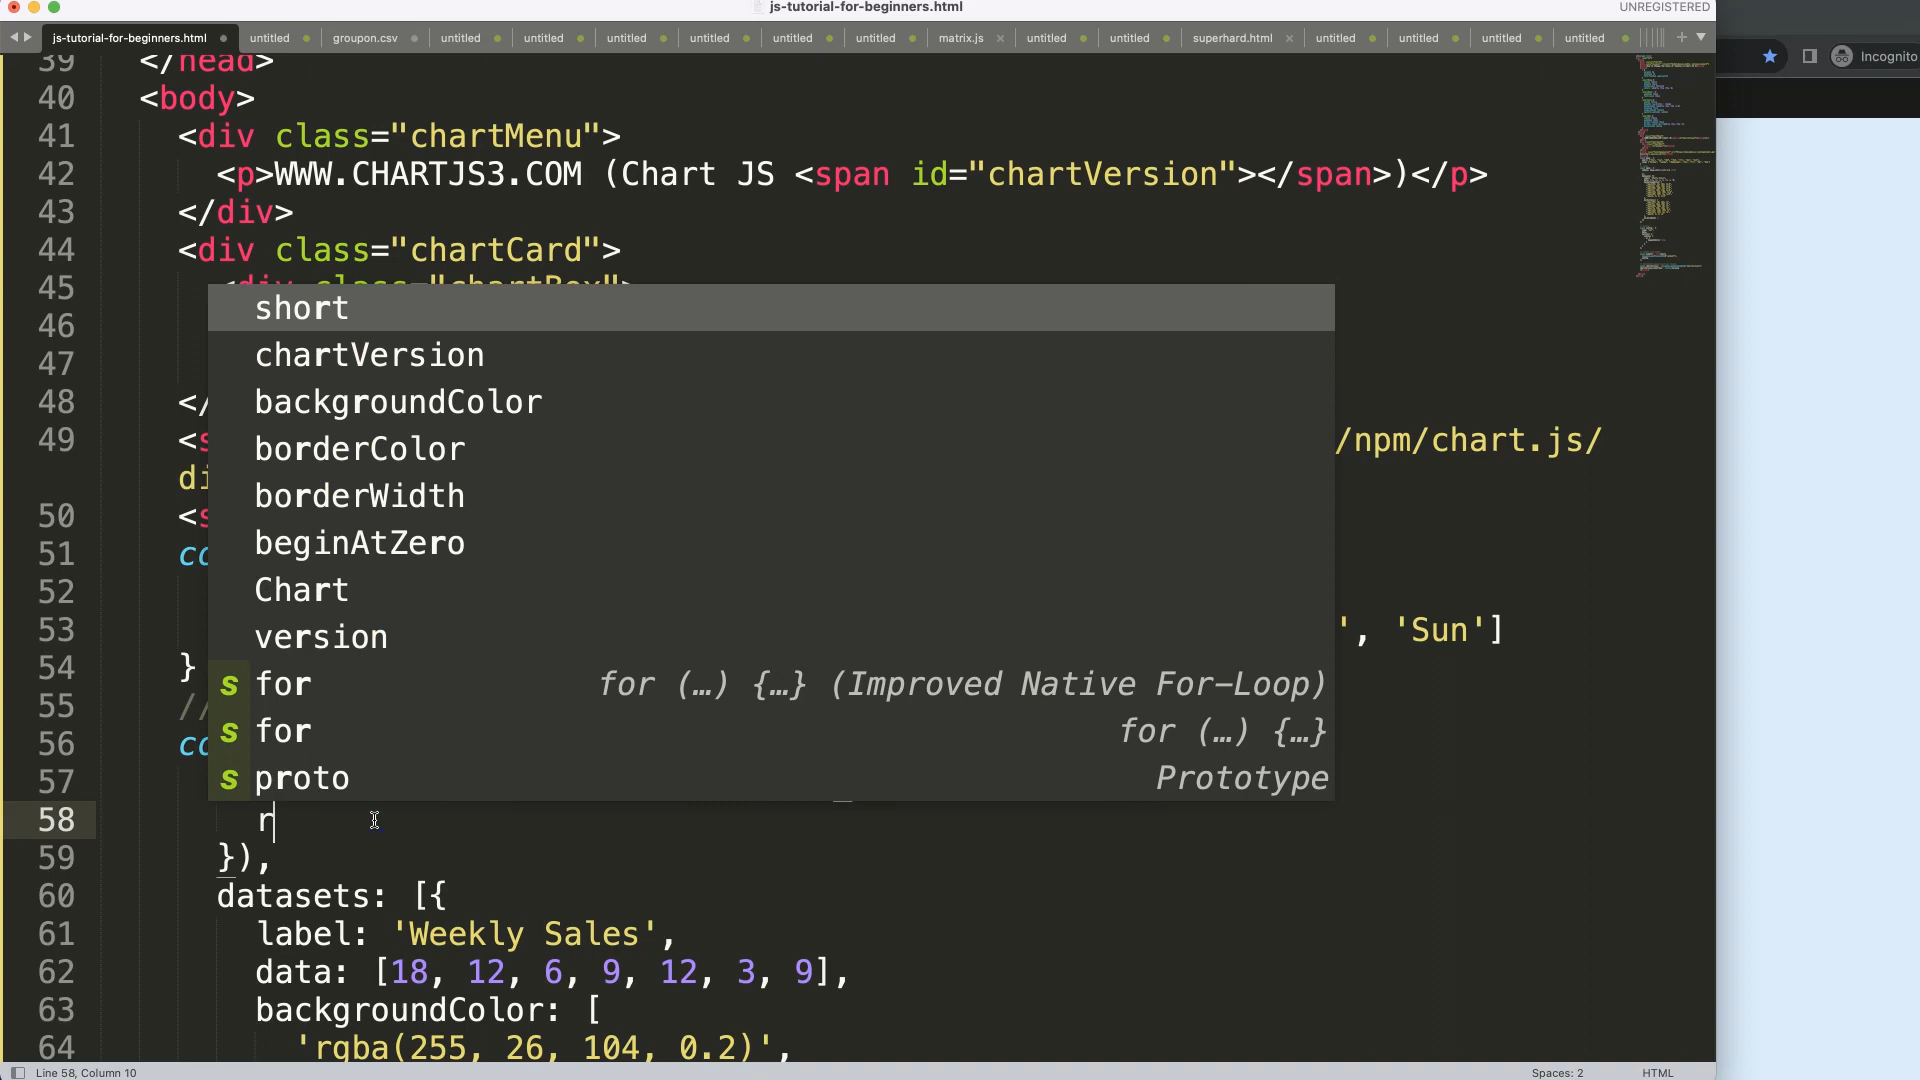 js-tutorial-for-beginners.html
UNREGISTERED
js-tutorial-for-beginners.html untitled groupon.csv untitled untitled untitled untitled untitled untitled matrix.js untitled untitled superhard.html untitled untitled untitled untitled
Incognito
39 </head>
40 <body>
41 <div class="chartMenu">
42 <p>WWW.CHARTJS3.COM (Chart JS <span id="chartVersion"></span>)</p>
43 </div>
44 <div class="chartCard">
45 <div class="chartBox">
46
47
48 </
49 <s /npm/chart.js/
di
50 <s
51 co
52
53 ', 'Sun']
54 }
55 //
56 co
57
short
chartVersion
backgroundColor
borderColor
borderWidth
beginAtZero
Chart
version
s for for (…) {…} (Improved Native For-Loop)
s for for (…) {…}
s proto Prototype
58 r
59 }),
60 datasets: [{
61 label: 'Weekly Sales',
62 data: [18, 12, 6, 9, 12, 3, 9],
63 backgroundColor: [
64 'rgba(255, 26, 104, 0.2)',
Line 58, Column 10
Spaces: 2
HTML